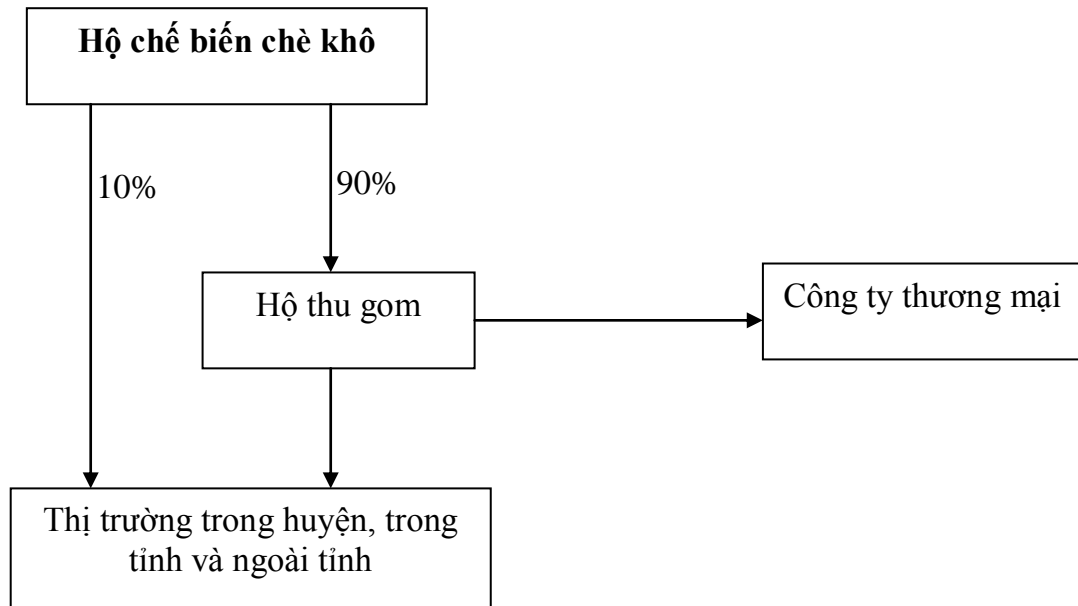 Hộ chế biến chè khô
10%
90%
Hộ thu gom
Công ty thương mại
Thị trường trong huyện, trong
tỉnh và ngoài tỉnh